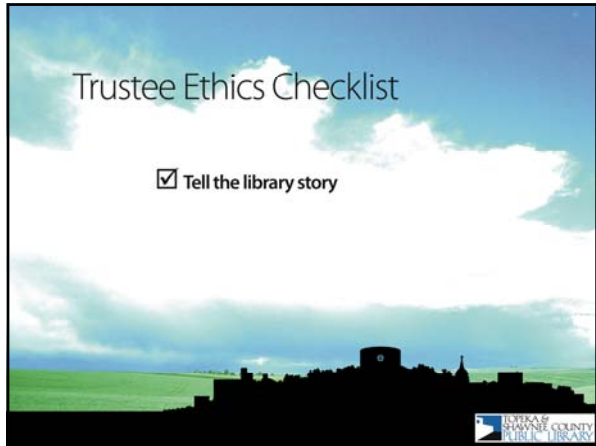 Trustee Ethics Checklist
☑ Tell the library story
TOPEKA &
SHAWNEE COUNTY
PUBLIC LIBRARY